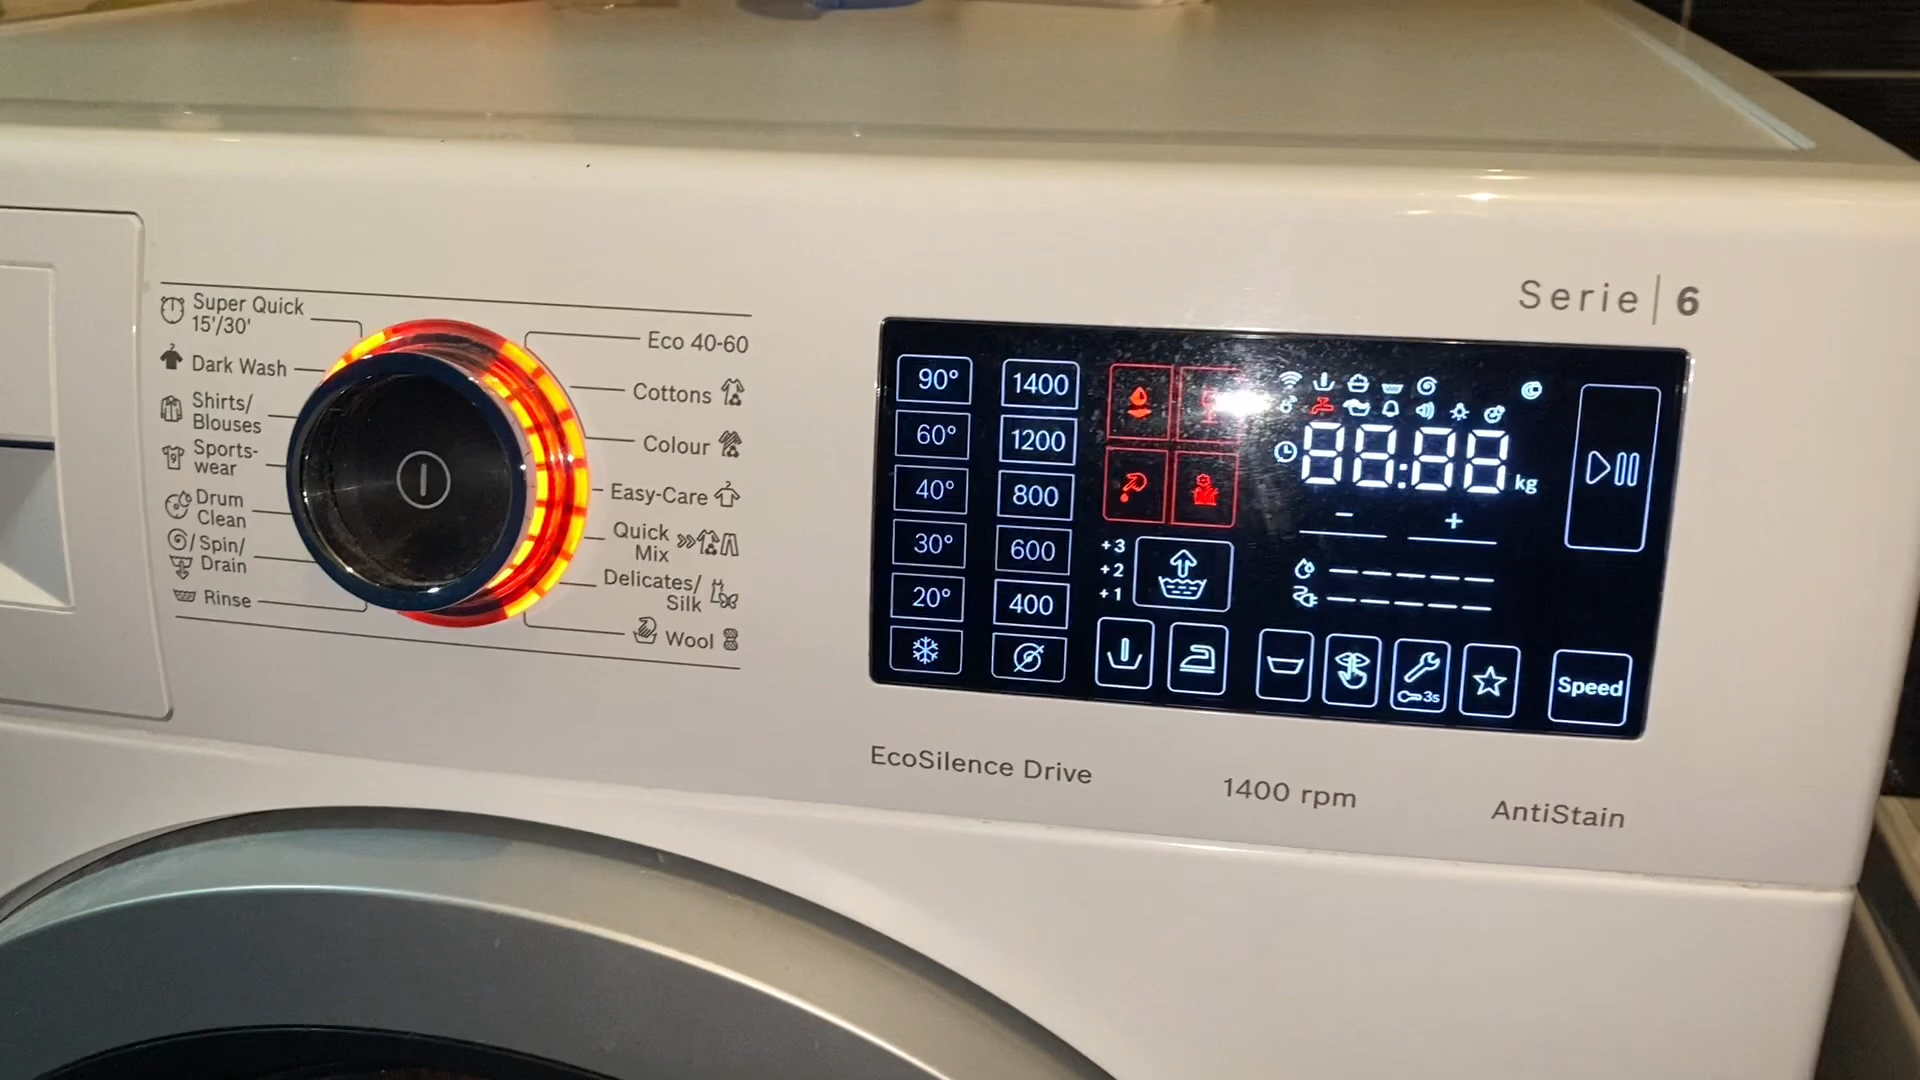 Super Quick
15'/30'
Dark Wash
Shirts/
Blouses
Sports-
wear
Drum
Clean
/Spin/
Drain
Rinse
Eco 40-60
Cottons
Colour
Easy-Care
Quick
Mix
Delicates/
Silk
Wool
Serie | 6
90°
60°
40°
30°
20°
1400
1200
800
600
400
+3
+2
+1
88:88 kg
- +
3s
Speed
EcoSilence Drive
1400 rpm
AntiStain